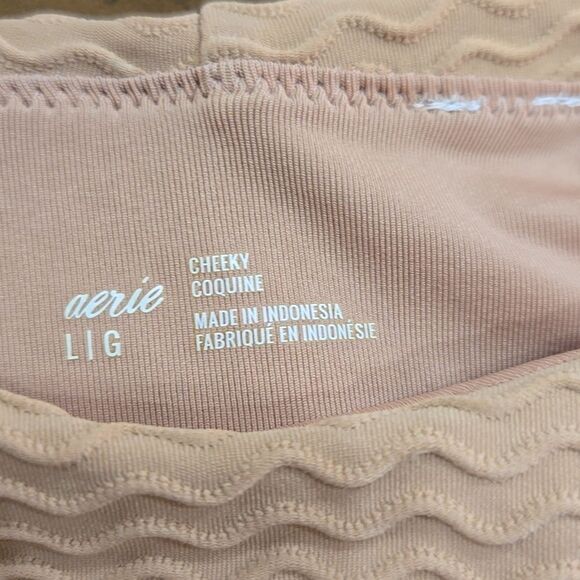 aerie
L|G
CHEEKY
COQUINE
MADE IN INDONESIA
FABRIQUÉ EN INDONÉSIE